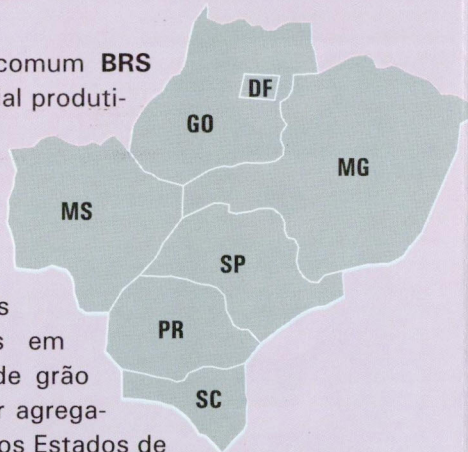 comum BRS
al produti-
DF
GO
MG
MS
SP
s
s em
PR
de grão
SC
r agrega-
os Estados de